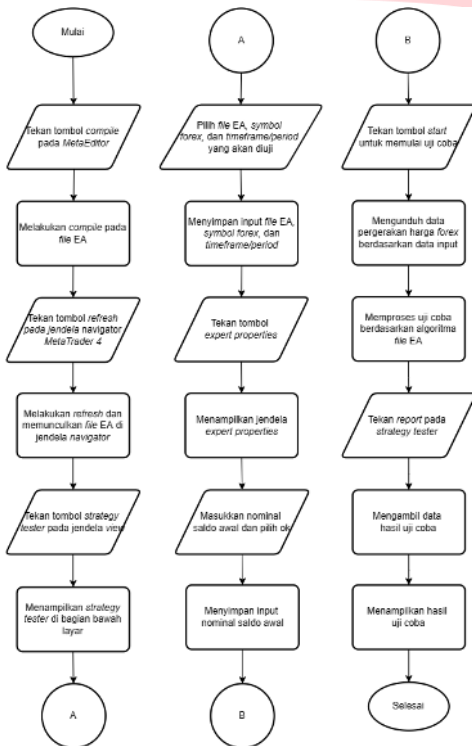 Mulai
Tekan tombol compile
pada MetaEditor
Melakukan compile pada
file EA
Tekan tombol refresh
pada jendela navigator
MetaTrader 4
Melakukan refresh dan
memunculkan file EA di
jendela navigator
Tekan tombol strategy
tester pada jendela view
Menampilkan strategy
tester di bagian bawah
layar
A
A
Pilih file EA, symbol
forex, dan timeframe/period
yang akan diuji
Menyimpan input file EA,
symbol forex, dan
timeframe/period
Tekan tombol
expert properties
Menampilkan jendela
expert properties
Masukkan nominal
saldo awal dan pilih ok
Menyimpan input
nominal saldo awal
B
B
Tekan tombol start
untuk memulai uji coba
Mengunduh data
pergerakan harga forex
berdasarkan data input
Memproses uji coba
berdasarkan algoritma
file EA
Tekan report pada
strategy tester
Mengambil data
hasil uji coba
Menampilkan hasil
uji coba
Selesai